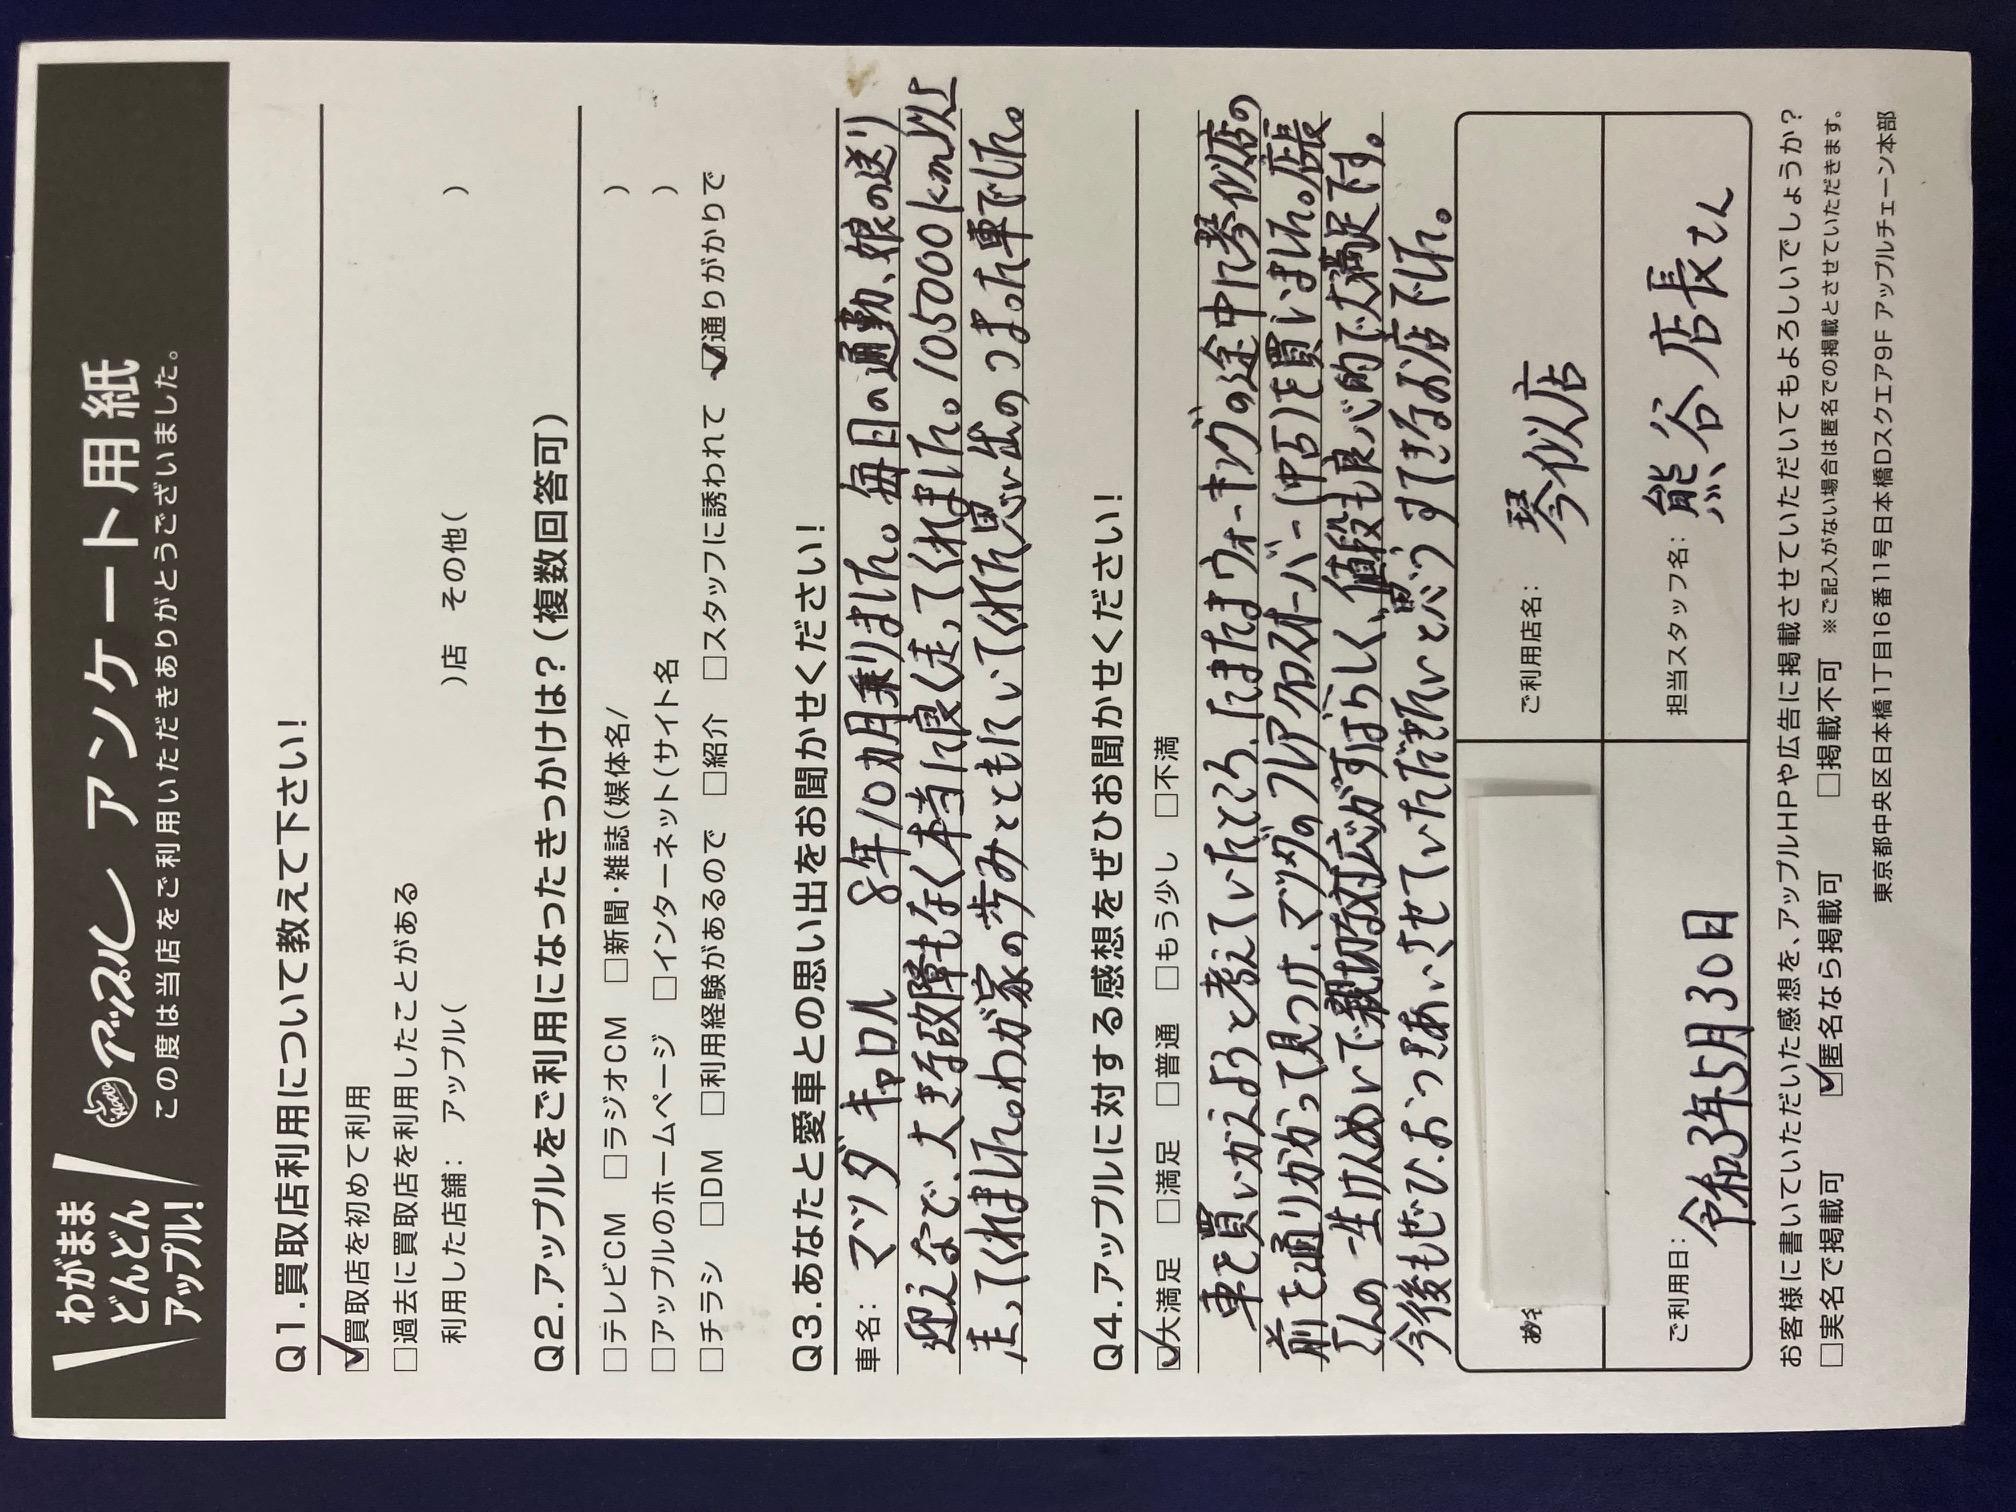 わがまま
どんどん
アップル!
Apple アップル アンケート用紙
この度は当店をご利用いただきありがとうございました。
Q1.買取店利用について教えて下さい!
☑買取店を初めて利用
□過去に買取店を利用したことがある
利用した店舗: アップル( )店 その他( )
Q2.アップルをご利用になったきっかけは?(複数回答可)
□テレビCM □ラジオCM □新聞・雑誌(媒体名/ )
□アップルのホームページ □インターネット(サイト名 )
□チラシ □DM □利用経験があるので □紹介 □スタッフに誘われて ☑通りがかりで
Q3.あなたと愛車との思い出をお聞かせください!
車名: マツダ キャロル 8年10カ月乗りました。毎日の通勤、娘の送り
迎えなで、大きな故障もなく本当に良く走ってくれました。105000km以上
走ってくれました。わが家の歩みとともにいてくれた思い出のつまった車でした。
Q4.アップルに対する感想をぜひお聞かせください!
☑大満足 □満足 □普通 □もう少し □不満
車を買いかえようと考えていたところ、たまたまウォーキングの途中に琴似店の
前を通りかかって見つけ、マツダのフレアクロスオーバー(中古)を買いました。店長
さんの一生けんめいで親切な対応がすばらしく、値段も良心的で大満足です。
今後もぜひ、おつきあいさせていただきたいと思うすてきなお店でした。
ご利用店名: 琴似店
ご利用日: 令和3年5月30日
担当スタッフ名: 熊谷店長さん
お客様に書いていただいた感想を、アップルHPや広告に掲載させていただいてもよろしいでしょうか?
□実名で掲載可 ☑匿名なら掲載可 □掲載不可 ※ご記入がない場合は匿名での掲載とさせていただきます。
東京都中央区日本橋1丁目16番11号日本橋Dスクエア9F アップルチェーン本部